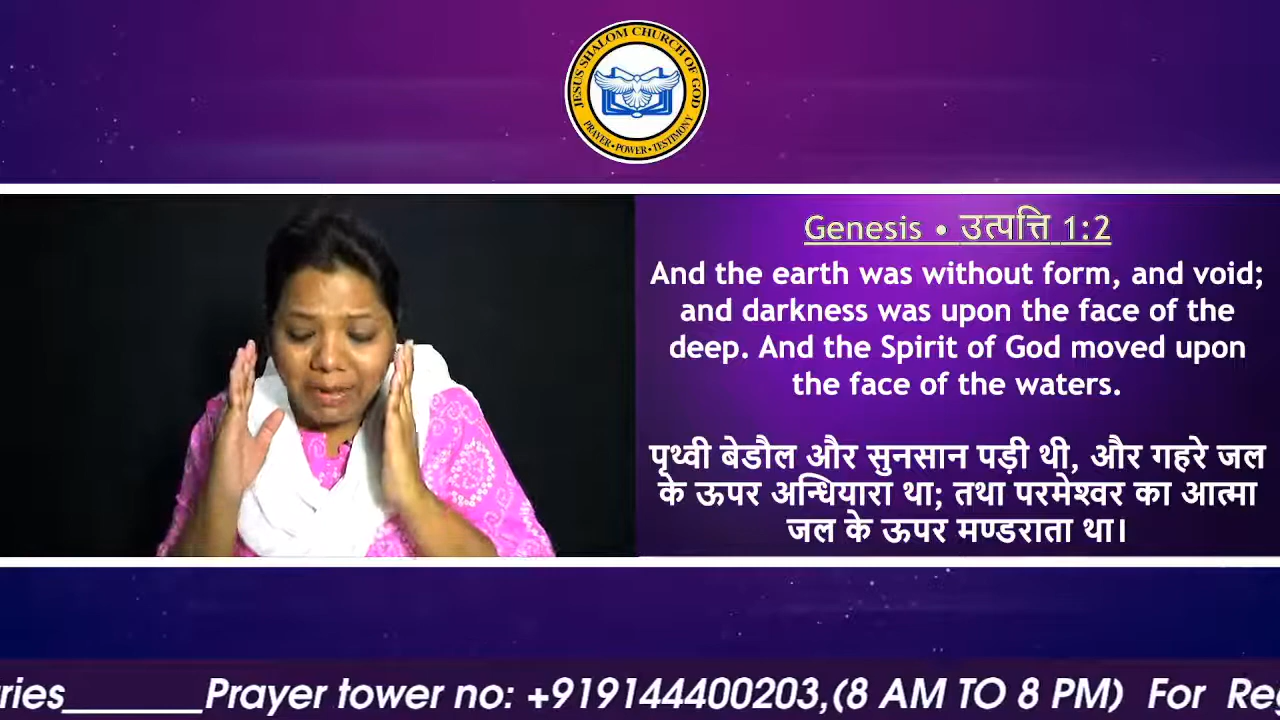 JESUS SHALOM CHURCH OF GOD
PRAYER • POWER • TESTIMONY
Genesis • उत्पत्ति 1:2
And the earth was without form, and void;
and darkness was upon the face of the
deep. And the Spirit of God moved upon
the face of the waters.
पृथ्वी बेडौल और सुनसान पड़ी थी, और गहरे जल
के ऊपर अन्धियारा था; तथा परमेश्वर का आत्मा
जल के ऊपर मण्डराता था।
ries______Prayer tower no: +919144400203,(8 AM TO 8 PM) For Reg